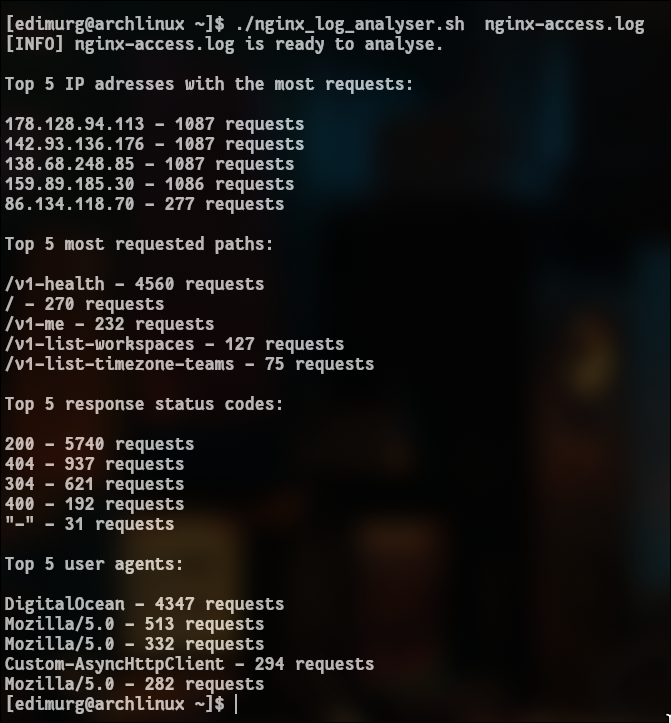 [edimurg@archlinux ~]$ ./nginx_log_analyser.sh  nginx-access.log
[INFO] nginx-access.log is ready to analyse.
Top 5 IP adresses with the most requests:
178.128.94.113 - 1087 requests
142.93.136.176 - 1087 requests
138.68.248.85 - 1087 requests
159.89.185.30 - 1086 requests
86.134.118.70 - 277 requests
Top 5 most requested paths:
/v1-health - 4560 requests
/ - 270 requests
/v1-me - 232 requests
/v1-list-workspaces - 127 requests
/v1-list-timezone-teams - 75 requests
Top 5 response status codes:
200 - 5740 requests
404 - 937 requests
304 - 621 requests
400 - 192 requests
"-" - 31 requests
Top 5 user agents:
DigitalOcean - 4347 requests
Mozilla/5.0 - 513 requests
Mozilla/5.0 - 332 requests
Custom-AsyncHttpClient - 294 requests
Mozilla/5.0 - 282 requests
[edimurg@archlinux ~]$